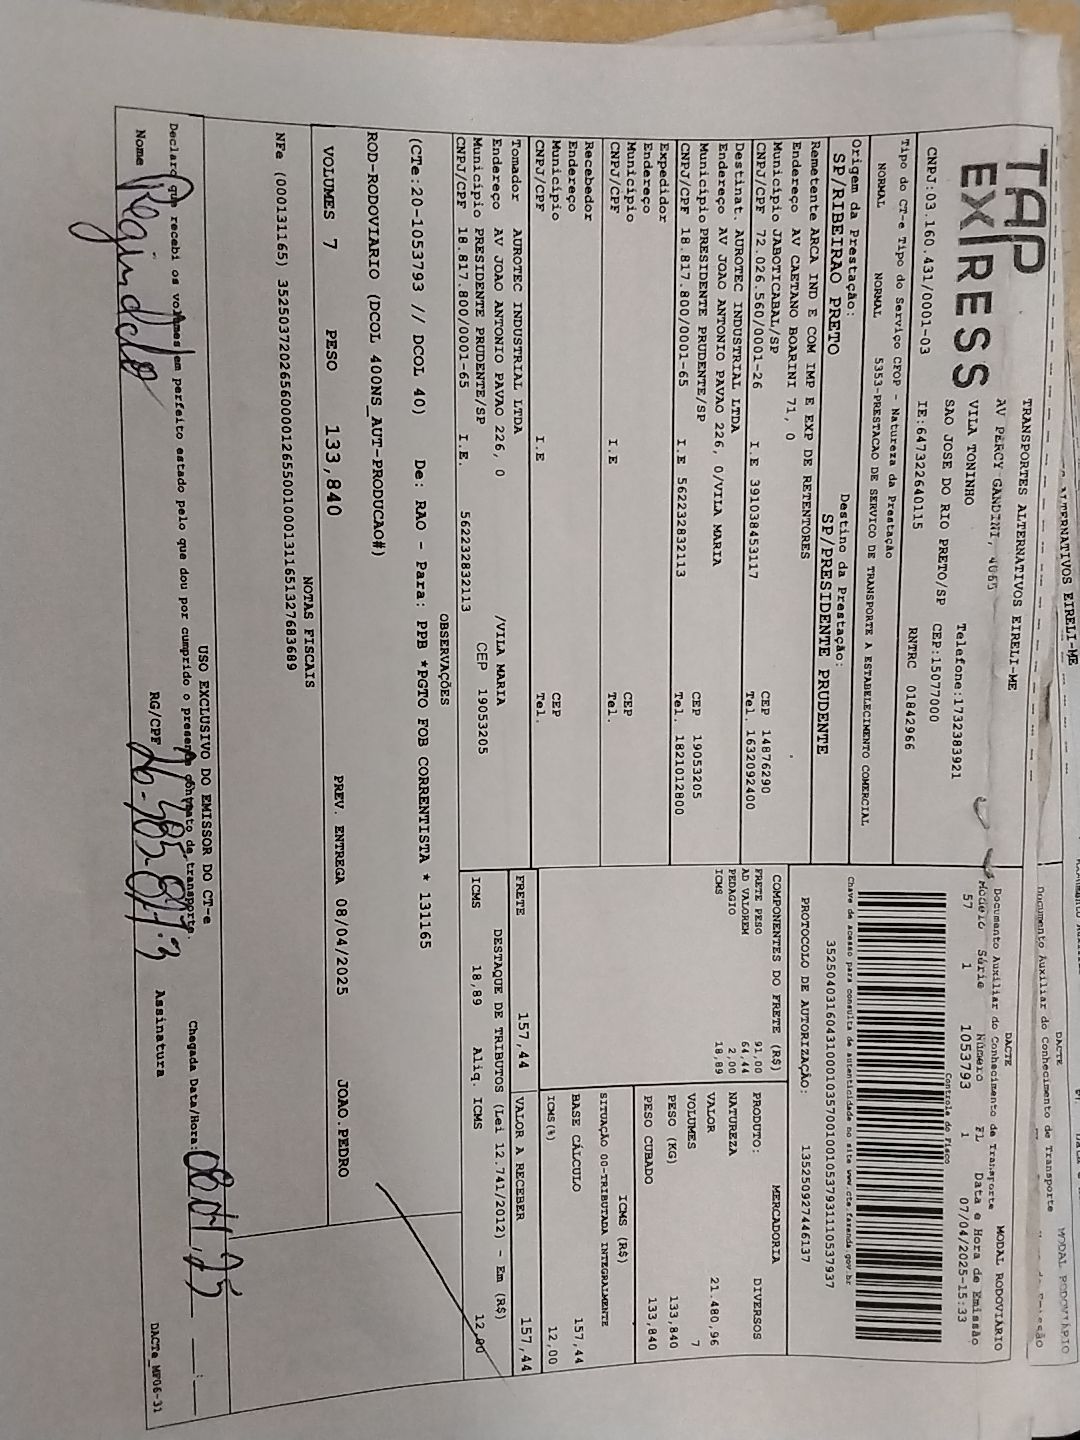 TRANSPORTES ALTERNATIVOS EIRELI-ME
TAP EXPRESS
AV PERCY GANDINI, 4065
VILA TONINHO
Telefone:1732383921
SAO JOSE DO RIO PRETO/SP CEP:15077000
CNPJ:03.160.431/0001-03 IE:647322640115 RNTRC 01842966
Tipo do CT-e Tipo do Serviço CFOP - Natureza da Prestação
NORMAL NORMAL 5353-PRESTACAO DE SERVICO DE TRANSPORTE A ESTABELECIMENTO COMERCIAL
Origem da Prestação: Destino da Prestação:
SP/RIBEIRAO PRETO SP/PRESIDENTE PRUDENTE
Remetente ARCA IND E COM IMP E EXP DE RETENTORES
Endereço AV CAETANO BOARINI 71, 0
Município JABOTICABAL/SP CEP 14876290
CNPJ/CPF 72.026.560/0001-26 I.E 391038453117 Tel. 1632092400
Destinat. AUROTEC INDUSTRIAL LTDA
Endereço AV JOAO ANTONIO PAVAO 226, 0/VILA MARIA
Município PRESIDENTE PRUDENTE/SP CEP 19053205
CNPJ/CPF 18.817.800/0001-65 I.E 562232832113 Tel. 1821012800
Expedidor
Endereço
Município CEP
CNPJ/CPF I.E Tel.
Recebedor
Endereço
Município CEP
CNPJ/CPF I.E Tel.
Tomador AUROTEC INDUSTRIAL LTDA
Endereço AV JOAO ANTONIO PAVAO 226, 0 /VILA MARIA
Município PRESIDENTE PRUDENTE/SP CEP 19053205
CNPJ/CPF 18.817.800/0001-65 I.E. 562232832113
DACTE MODAL RODOVIÁRIO
Documento Auxiliar do Conhecimento de Transporte
Modelo Série Número FL Data e Hora de Emissão
57 1 1053793 1 07/04/2025-15:33
Controle do Fisco
Chave de acesso para consulta de autenticidade no site www.cte.fazenda.gov.br
PROTOCOLO DE AUTORIZAÇÃO: 135250927446137
COMPONENTES DO FRETE (R$)
FRETE PESO 91,00
AD VALOREM 64,44
PEDAGIO 2,00
ICMS 18,89
MERCADORIA
PRODUTO: DIVERSOS
NATUREZA
VALOR 21.480,96
VOLUMES 7
PESO (KG) 133,840
PESO CUBADO 133,840
ICMS (R$)
SITUAÇÃO 00-TRIBUTADA INTEGRALMENTE
BASE CÁLCULO 157,44
ICMS(%) 12,00
FRETE 157,44 VALOR A RECEBER 157,44
DESTAQUE DE TRIBUTOS (Lei 12.741/2012) - Em (R$)
ICMS 18,89 Aliq. ICMS 12,00
OBSERVAÇÕES
(CTe:20-1053793 // DCOL 40) De: RAO - Para: PPB *PGTO FOB CORRENTISTA * 131165
ROD-RODOVIARIO (DCOL 400NS_AUT-PRODUCAO#)
VOLUMES 7 PESO 133,840 PREV. ENTREGA 08/04/2025 JOAO.PEDRO
NOTAS FISCAIS
USO EXCLUSIVO DO EMISSOR DO CT-e
Declaro que recebi os volumes em perfeito estado pelo que dou por cumprido o presente contato de transporte. Chegada Data/Hora: 08 04 25
Nome Reginaldo RG/CPF Assinatura
DACTe_MF06-31